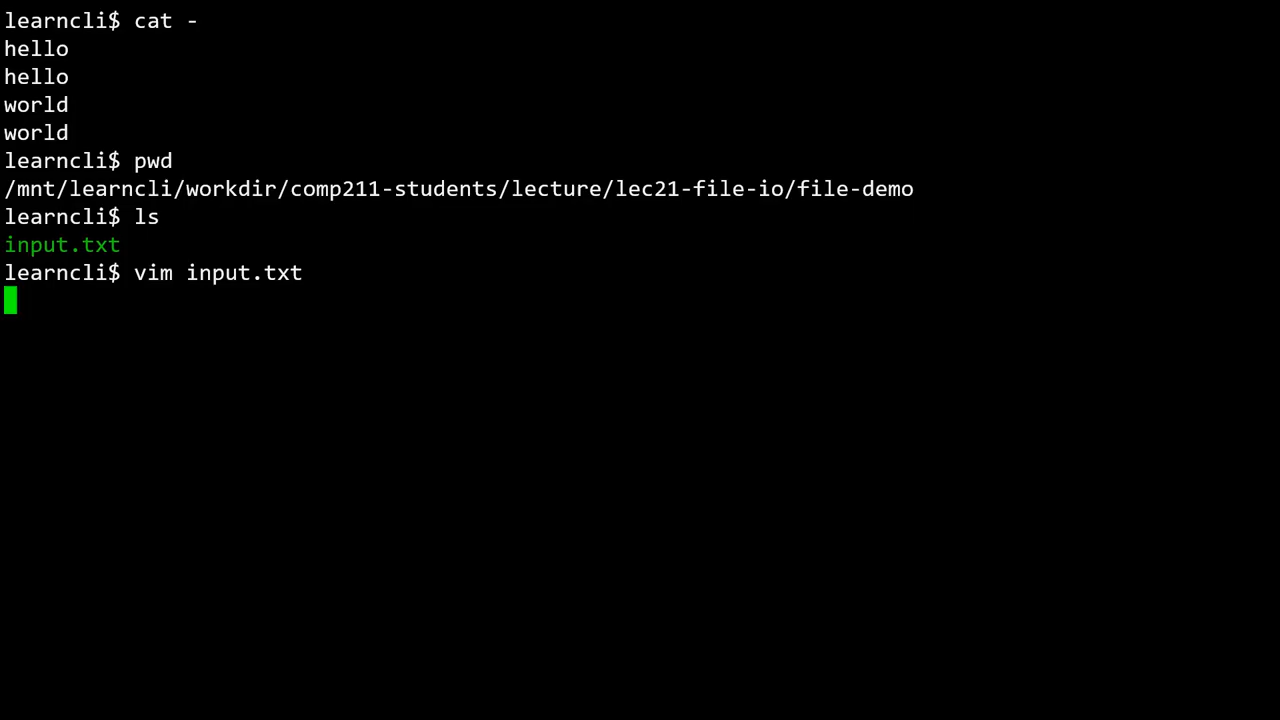 learncli$ cat -
hello
hello
world
world
learncli$ pwd
/mnt/learncli/workdir/comp211-students/lecture/lec21-file-io/file-demo
learncli$ ls
input.txt
learncli$ vim input.txt